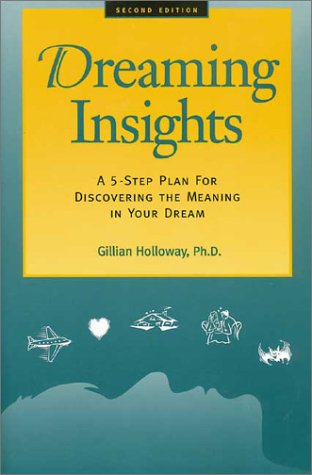 SECOND EDITION
Dreaming
Insights
A 5-STEP PLAN FOR
DISCOVERING THE MEANING
IN YOUR DREAM
Gillian Holloway, Ph.D.